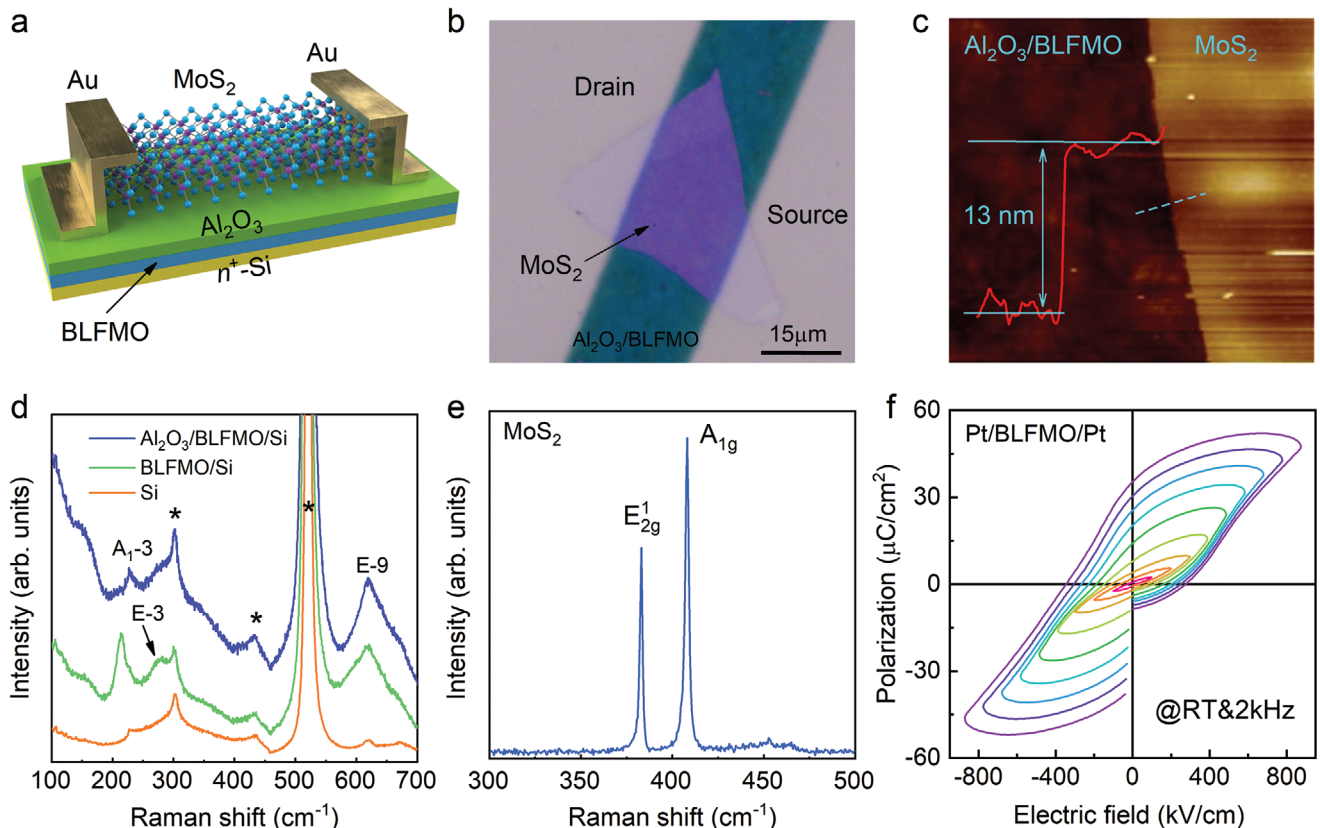 a
Au
MoS₂
Au
Al₂O₃
n⁺-Si
BLFMO
b
Drain
Source
MoS₂
Al₂O₃/BLFMO
15μm
c
Al₂O₃/BLFMO
MoS₂
13 nm
d
Al₂O₃/BLFMO/Si
BLFMO/Si
Si
*
*
*
A₁-3
E-3
E-9
Intensity (arb. units)
100 200 300 400 500 600 700
Raman shift (cm⁻¹)
e
MoS₂
A₁g
E¹₂g
Intensity (arb. units)
300 350 400 450 500
Raman shift (cm⁻¹)
f
Pt/BLFMO/Pt
@RT&2kHz
Polarization (μC/cm²)
60
30
0
-30
-60
-800 -400 0 400 800
Electric field (kV/cm)